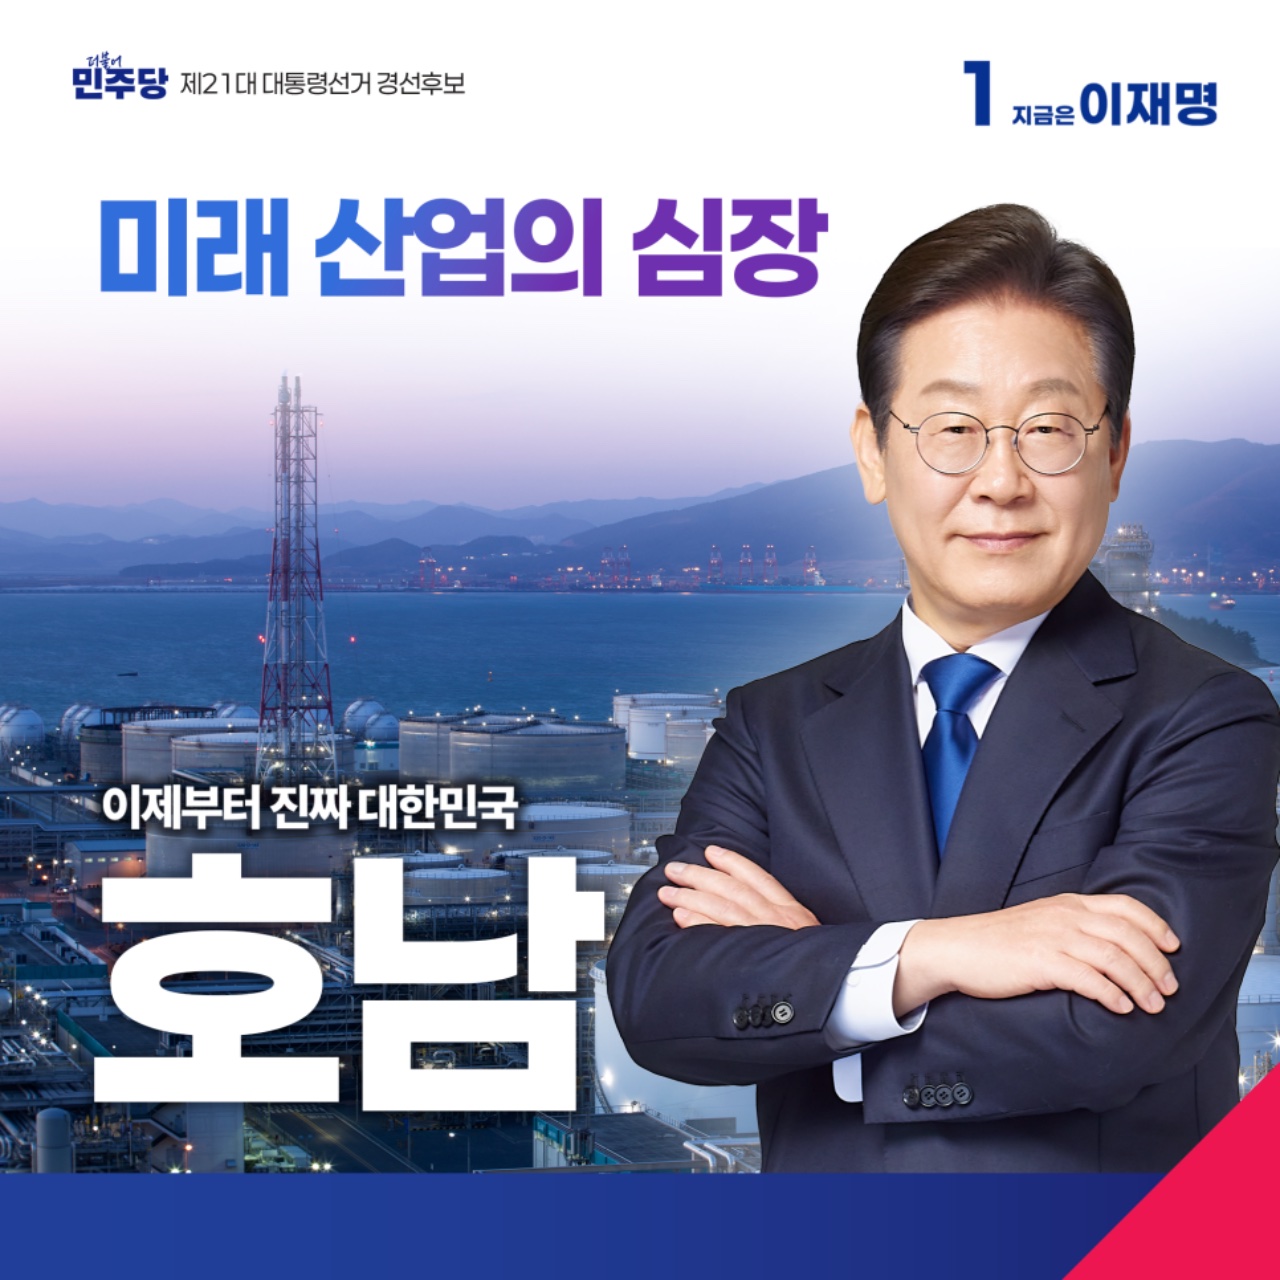 더불어
민주당 제21대 대통령선거 경선후보
1 지금은 이재명
미래 산업의 심장
이제부터 진짜 대한민국
호남